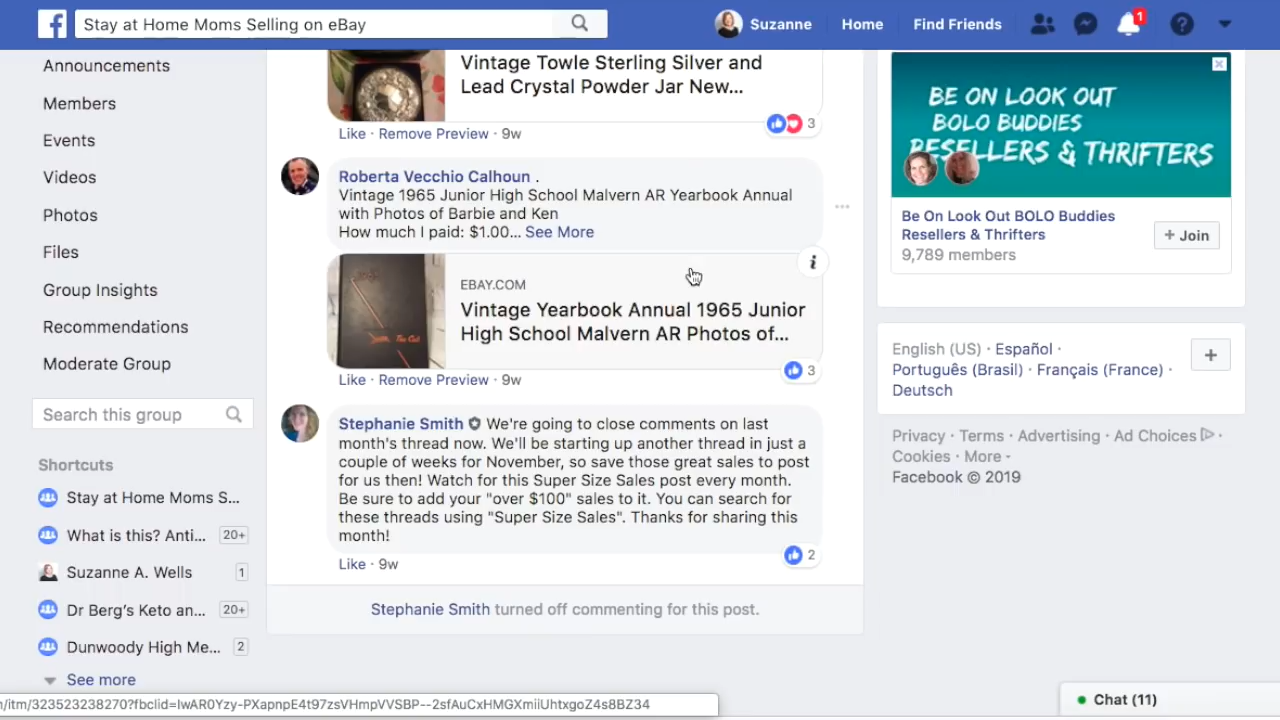 Stay at Home Moms Selling on eBay
Suzanne
Home
Find Friends
1
Announcements
Members
Events
Videos
Photos
Files
Group Insights
Recommendations
Moderate Group
Search this group
Shortcuts
Stay at Home Moms S...
What is this? Anti... 20+
Suzanne A. Wells 1
Dr Berg's Keto an... 20+
Dunwoody High Me... 2
See more
Vintage Towle Sterling Silver and
Lead Crystal Powder Jar New...
3
Like · Remove Preview · 9w
Roberta Vecchio Calhoun .
Vintage 1965 Junior High School Malvern AR Yearbook Annual
with Photos of Barbie and Ken
How much I paid: $1.00... See More
EBAY.COM
Vintage Yearbook Annual 1965 Junior
High School Malvern AR Photos of...
3
Like · Remove Preview · 9w
Stephanie Smith We're going to close comments on last
month's thread now. We'll be starting up another thread in just a
couple of weeks for November, so save those great sales to post
for us then! Watch for this Super Size Sales post every month.
Be sure to add your "over $100" sales to it. You can search for
these threads using "Super Size Sales". Thanks for sharing this
month!
2
Like · 9w
Stephanie Smith turned off commenting for this post.
BE ON LOOK OUT
BOLO BUDDIES
RESELLERS & THRIFTERS
Be On Look Out BOLO Buddies
Resellers & Thrifters
9,789 members
+ Join
English (US) · Español ·
Português (Brasil) · Français (France) ·
Deutsch
Privacy · Terms · Advertising · Ad Choices ·
Cookies · More
Facebook © 2019
Chat (11)
/itm/323523238270?fbclid=IwAR0Yzy-PXapnpE4t97zsVHmpVVSBP--2sfAuCxHMGXmiiUhtxgoZ4s8BZ34